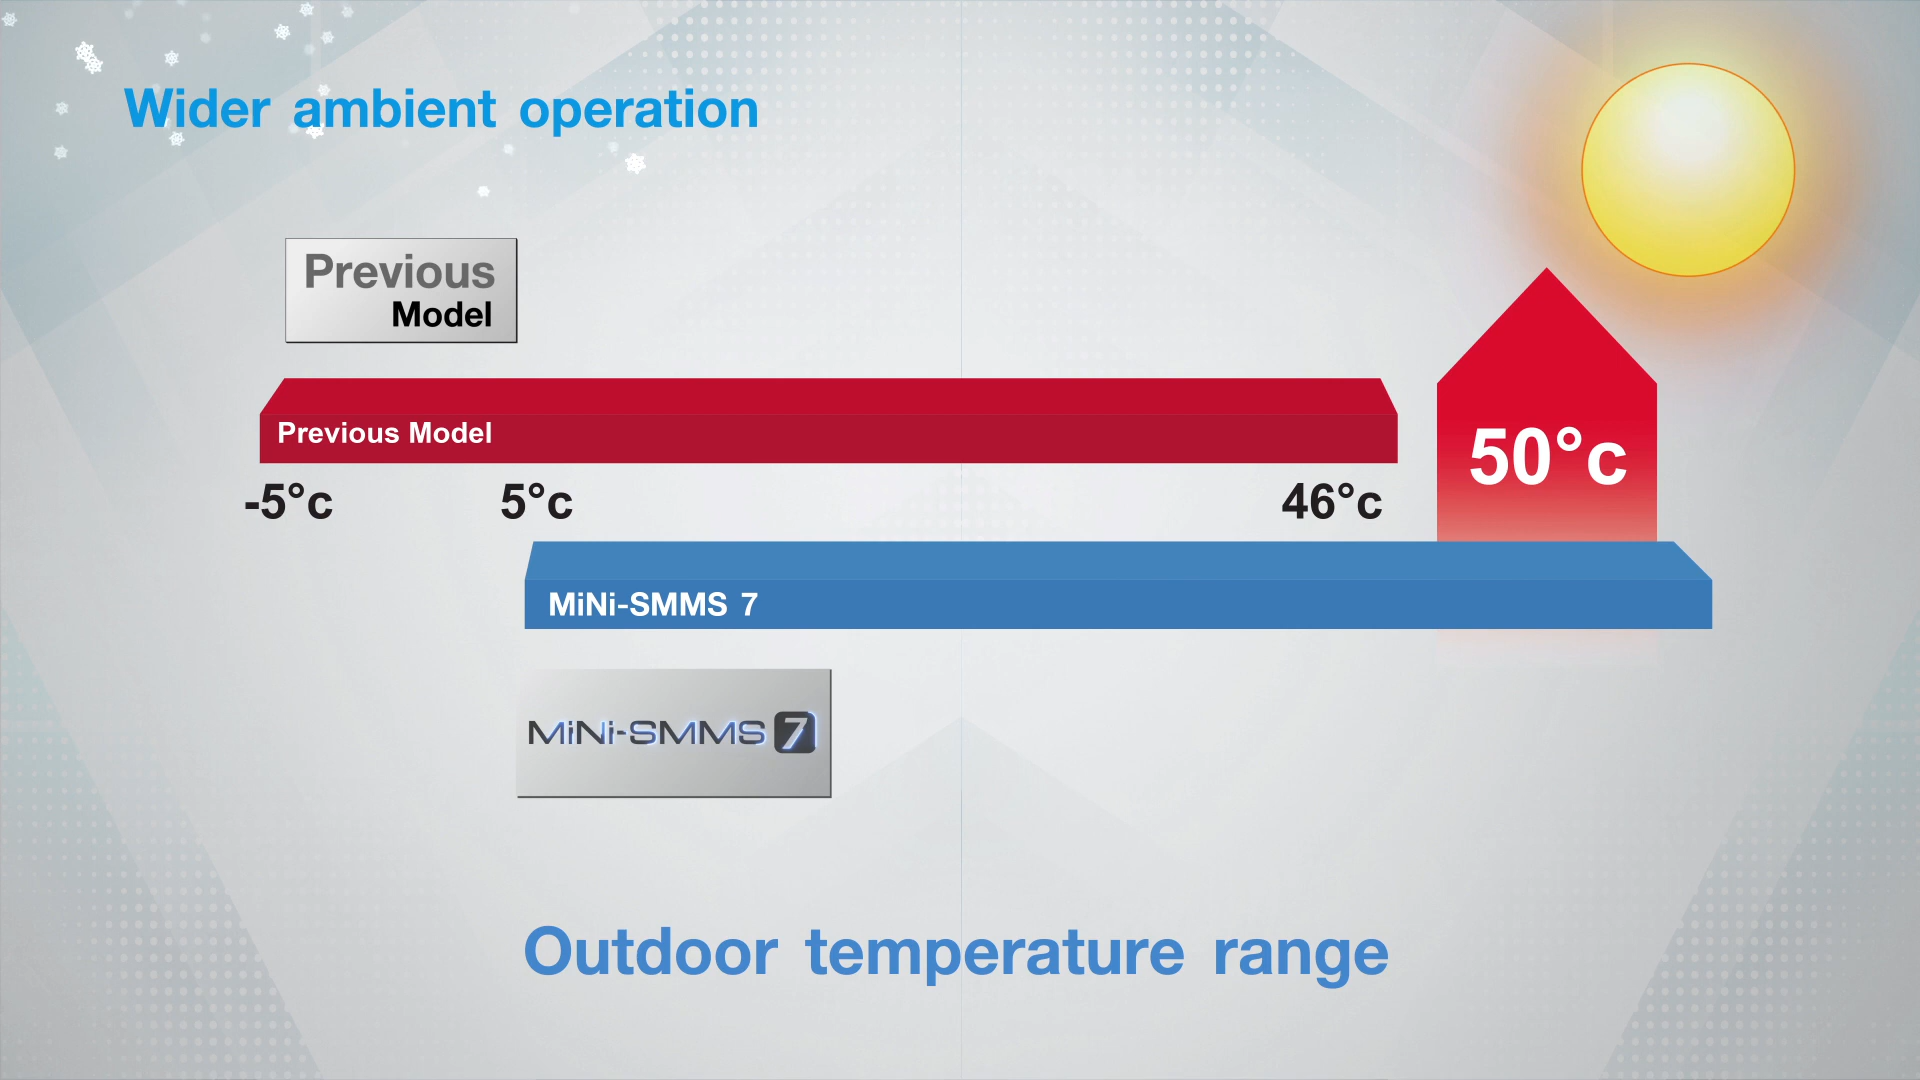 Wider ambient operation
Previous
Model
Previous Model
50°c
-5°c 5°c 46°c
MiNi-SMMS 7
MiNi-SMMS 7
Outdoor temperature range